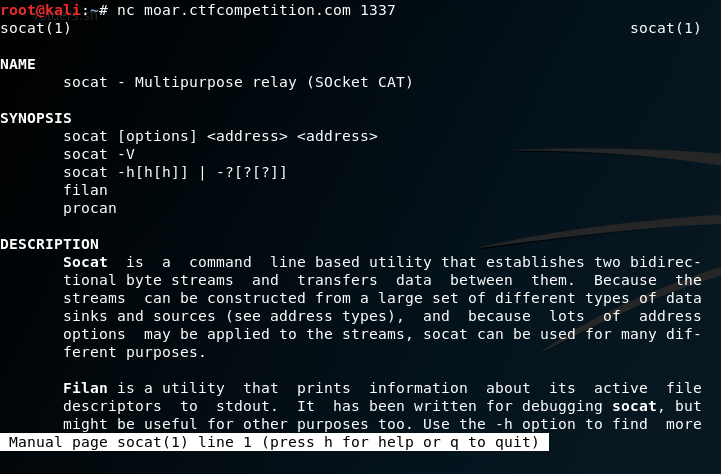 root@kali:~# nc moar.ctfcompetition.com 1337
socat(1) socat(1)
NAME
socat - Multipurpose relay (SOcket CAT)
SYNOPSIS
socat [options] <address> <address>
socat -V
socat -h[h[h]] | -?[?[?]]
filan
procan
DESCRIPTION
Socat is a command line based utility that establishes two bidirec-
tional byte streams and transfers data between them. Because the
streams can be constructed from a large set of different types of data
sinks and sources (see address types), and because lots of address
options may be applied to the streams, socat can be used for many dif-
ferent purposes.
Filan is a utility that prints information about its active file
descriptors to stdout. It has been written for debugging socat, but
might be useful for other purposes too. Use the -h option to find more
Manual page socat(1) line 1 (press h for help or q to quit)